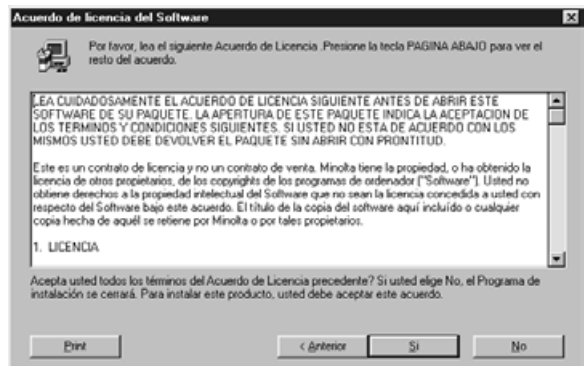 Acuerdo de licencia del Software
Por favor, lea el siguiente Acuerdo de Licencia .Presione la tecla PAGINA ABAJO para ver el
resto del acuerdo.
LEA CUIDADOSAMENTE EL ACUERDO DE LICENCIA SIGUIENTE ANTES DE ABRIR ESTE
SOFTWARE DE SU PAQUETE. LA APERTURA DE ESTE PAQUETE INDICA LA ACEPTACION DE
LOS TERMINOS Y CONDICIONES SIGUIENTES. SI USTED NO ESTA DE ACUERDO CON LOS
MISMOS USTED DEBE DEVOLVER EL PAQUETE SIN ABRIR CON PRONTITUD.
Este es un contrato de licencia y no un contrato de venta. Minolta tiene la propiedad, o ha obtenido la
licencia de otros propietarios, de los copyrights de los programas de ordenador ("Software"). Usted no
obtiene derechos a la propiedad intelectual del Software que no sean la licencia concedida a usted con
respecto del Software bajo este acuerdo. El título de la copia del software aquí incluído o cualquier
copia hecha de aquél se retiene por Minolta o por tales propietarios.
1. LICENCIA
Acepta usted todos los términos del Acuerdo de Licencia precedente? Si usted elige No, el Programa de
instalación se cerrará. Para instalar este producto, usted debe aceptar este acuerdo.
Print
< Anterior
Si
No